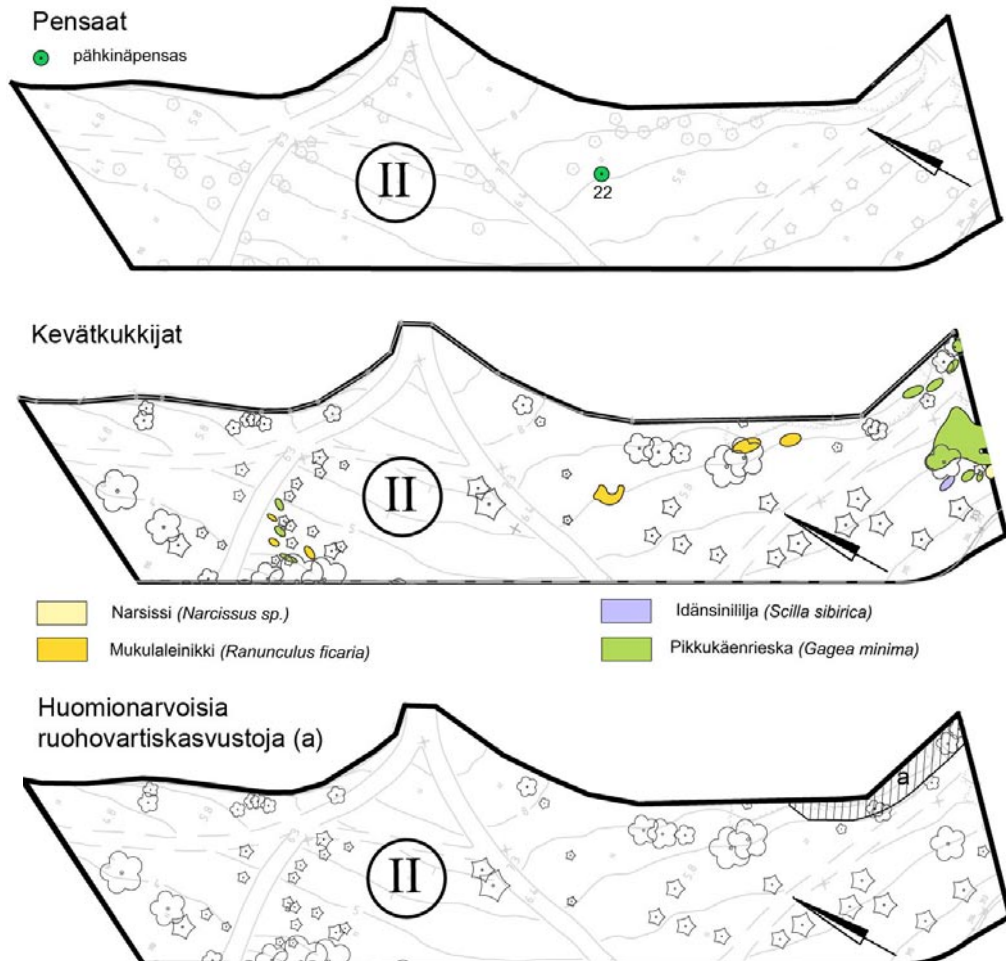 Pensaat
pähkinäpensas
II
22
Kevätkukkijat
II
Narsissi (Narcissus sp.)
Idänsinililja (Scilla sibirica)
Mukulaleinikki (Ranunculus ficaria)
Pikkukäenrieska (Gagea minima)
Huomionarvoisia
ruohovartiskasvustoja (a)
a
II